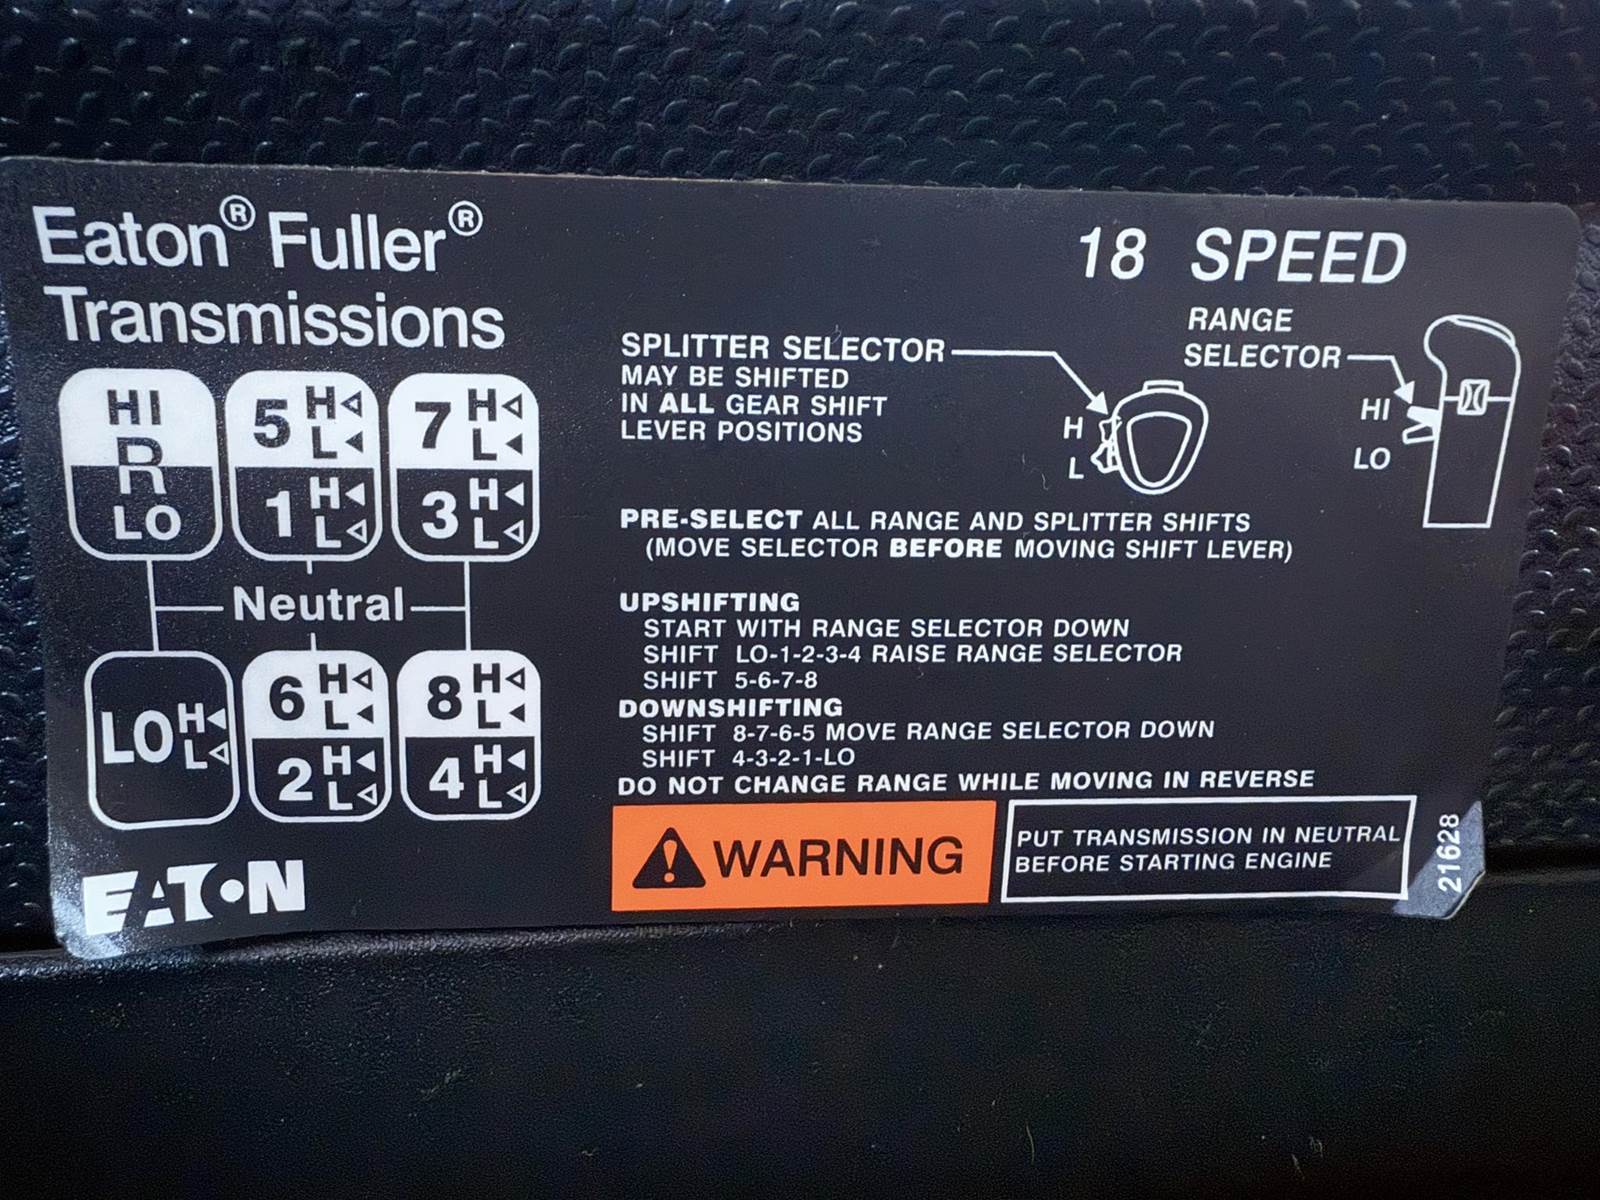 Eaton® Fuller®
Transmissions
18 SPEED
HI
R
LO
5 H L
1 H L
7 H L
3 H L
Neutral
LO H L
6 H L
2 H L
8 H L
4 H L
EATON
SPLITTER SELECTOR
MAY BE SHIFTED
IN ALL GEAR SHIFT
LEVER POSITIONS
H
L
RANGE
SELECTOR
HI
LO
PRE-SELECT ALL RANGE AND SPLITTER SHIFTS
(MOVE SELECTOR BEFORE MOVING SHIFT LEVER)
UPSHIFTING
START WITH RANGE SELECTOR DOWN
SHIFT LO-1-2-3-4 RAISE RANGE SELECTOR
SHIFT 5-6-7-8
DOWNSHIFTING
SHIFT 8-7-6-5 MOVE RANGE SELECTOR DOWN
SHIFT 4-3-2-1-LO
DO NOT CHANGE RANGE WHILE MOVING IN REVERSE
WARNING
PUT TRANSMISSION IN NEUTRAL
BEFORE STARTING ENGINE
21628